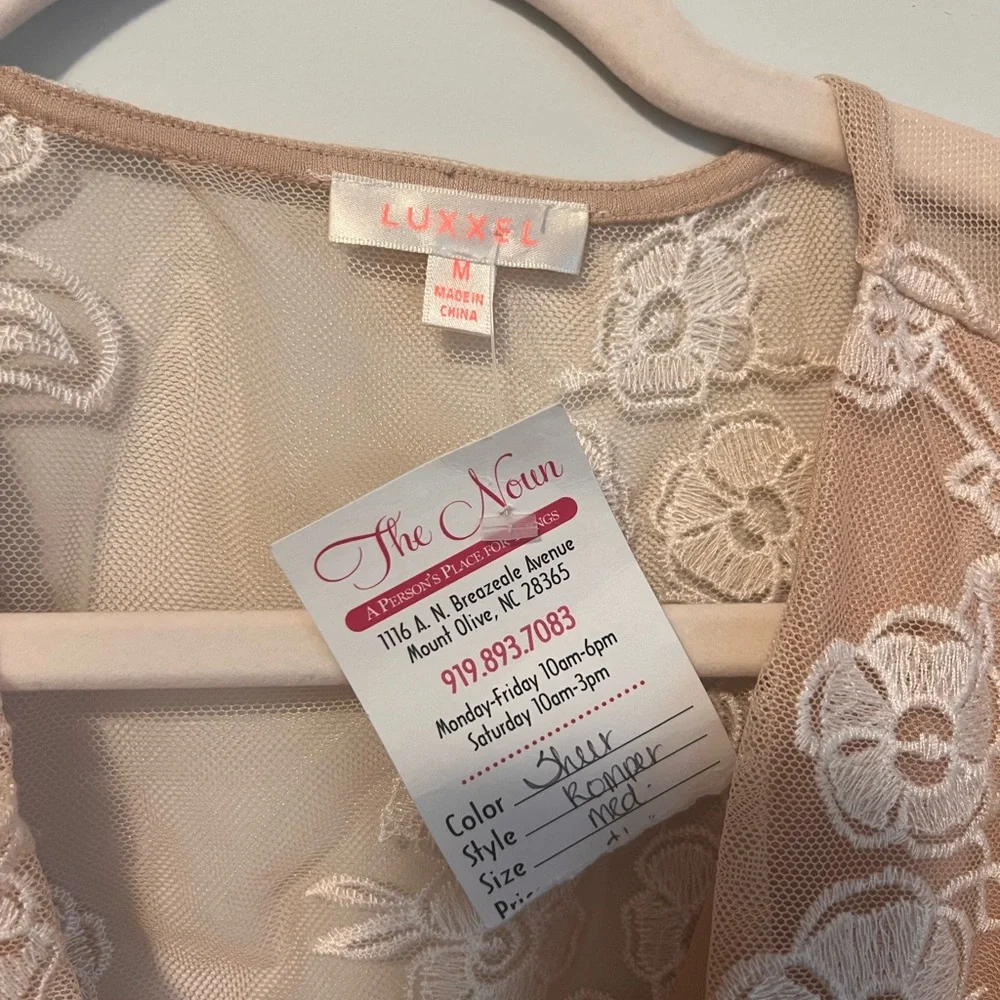 LUXXEL
M
MADE IN
CHINA
The Noun
A PERSON'S PLACE FOR THINGS
1116 A. N. Breazeale Avenue
Mount Olive, NC 28365
919.893.7083
Monday-Friday 10am-6pm
Saturday 10am-3pm
Color Sheer
Style Romper
Size Med.